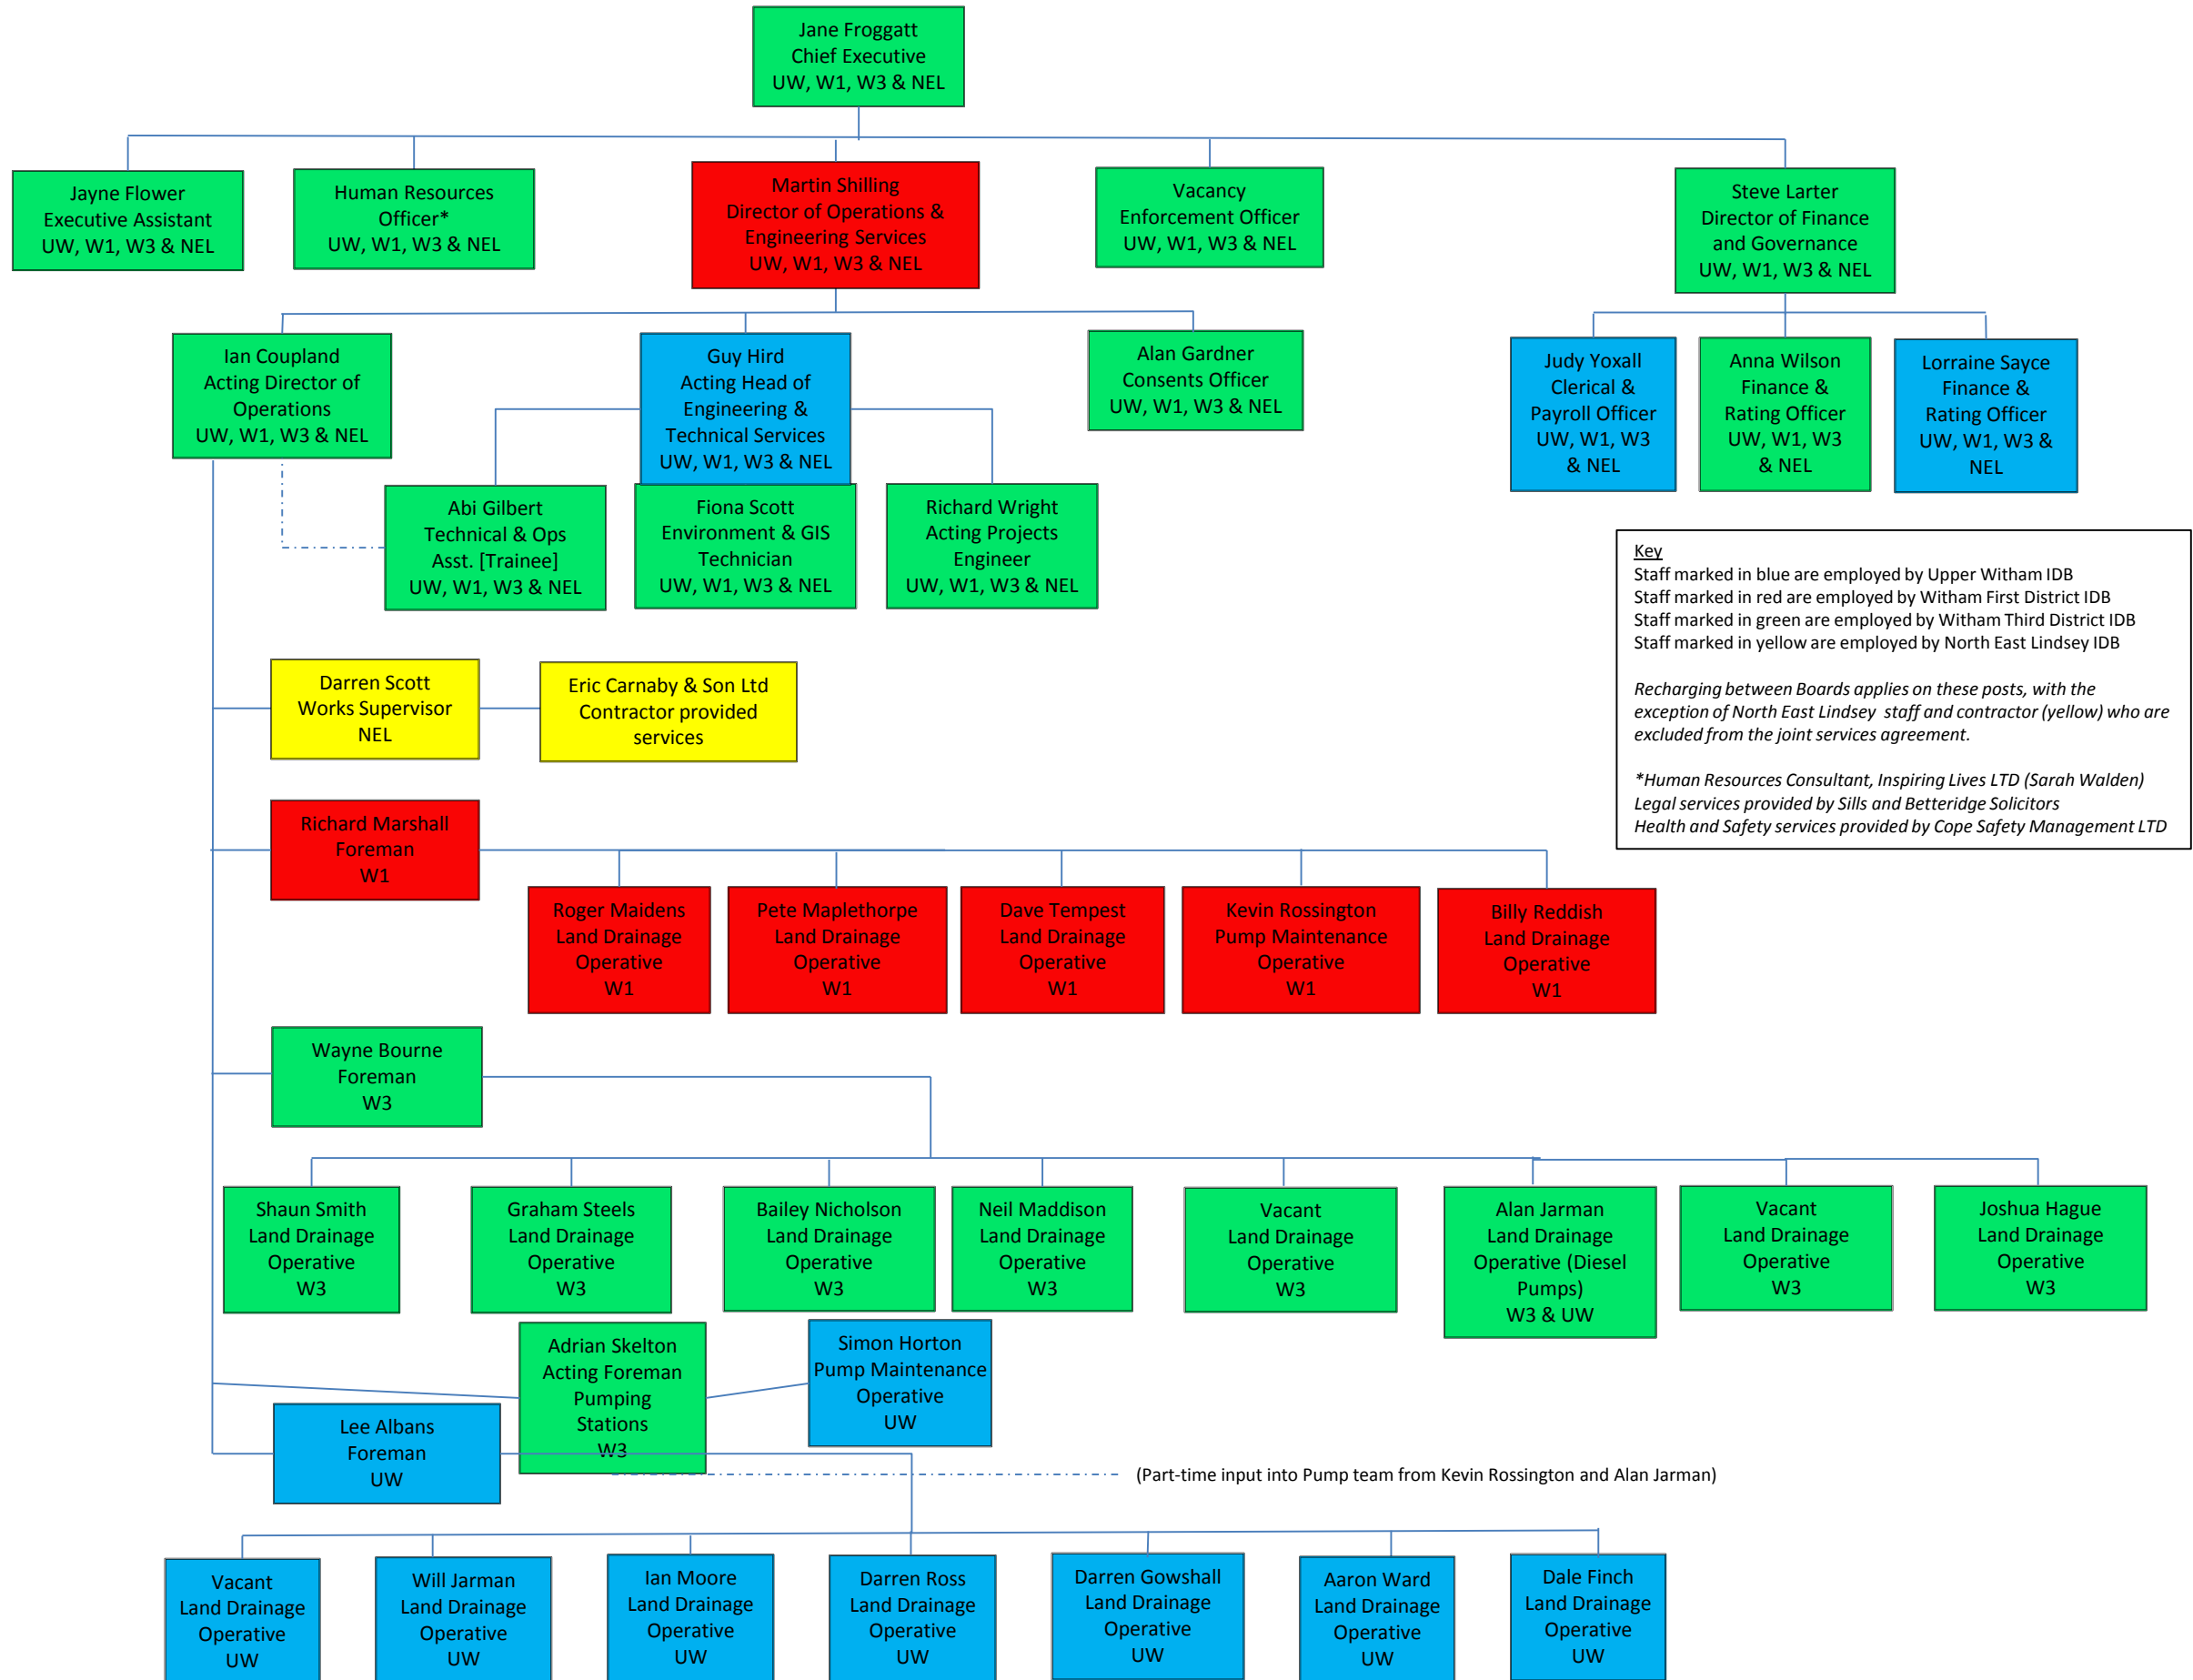 Jane Froggatt
Chief Executive
UW, W1, W3 & NEL
Jayne Flower
Executive Assistant
UW, W1, W3 & NEL
Human Resources
Officer*
UW, W1, W3 & NEL
Martin Shilling
Director of Operations &
Engineering Services
UW, W1, W3 & NEL
Vacancy
Enforcement Officer
UW, W1, W3 & NEL
Steve Larter
Director of Finance
and Governance
UW, W1, W3 & NEL
Ian Coupland
Acting Director of
Operations
UW, W1, W3 & NEL
Guy Hird
Acting Head of
Engineering &
Technical Services
UW, W1, W3 & NEL
Alan Gardner
Consents Officer
UW, W1, W3 & NEL
Judy Yoxall
Clerical &
Payroll Officer
UW, W1, W3
& NEL
Anna Wilson
Finance &
Rating Officer
UW, W1, W3
& NEL
Lorraine Sayce
Finance &
Rating Officer
UW, W1, W3 &
NEL
Abi Gilbert
Technical & Ops
Asst. [Trainee]
UW, W1, W3 & NEL
Fiona Scott
Environment & GIS
Technician
UW, W1, W3 & NEL
Richard Wright
Acting Projects
Engineer
UW, W1, W3 & NEL
Key
Staff marked in blue are employed by Upper Witham IDB
Staff marked in red are employed by Witham First District IDB
Staff marked in green are employed by Witham Third District IDB
Staff marked in yellow are employed by North East Lindsey IDB
Recharging between Boards applies on these posts, with the
exception of North East Lindsey staff and contractor (yellow) who are
excluded from the joint services agreement.
*Human Resources Consultant, Inspiring Lives LTD (Sarah Walden)
Legal services provided by Sills and Betteridge Solicitors
Health and Safety services provided by Cope Safety Management LTD
Darren Scott
Works Supervisor
NEL
Eric Carnaby & Son Ltd
Contractor provided
services
Richard Marshall
Foreman
W1
Roger Maidens
Land Drainage
Operative
W1
Pete Maplethorpe
Land Drainage
Operative
W1
Dave Tempest
Land Drainage
Operative
W1
Kevin Rossington
Pump Maintenance
Operative
W1
Billy Reddish
Land Drainage
Operative
W1
Wayne Bourne
Foreman
W3
Shaun Smith
Land Drainage
Operative
W3
Graham Steels
Land Drainage
Operative
W3
Bailey Nicholson
Land Drainage
Operative
W3
Neil Maddison
Land Drainage
Operative
W3
Vacant
Land Drainage
Operative
W3
Alan Jarman
Land Drainage
Operative (Diesel
Pumps)
W3 & UW
Vacant
Land Drainage
Operative
W3
Joshua Hague
Land Drainage
Operative
W3
Adrian Skelton
Acting Foreman
Pumping
Stations
W3
Simon Horton
Pump Maintenance
Operative
UW
Lee Albans
Foreman
UW
(Part-time input into Pump team from Kevin Rossington and Alan Jarman)
Vacant
Land Drainage
Operative
UW
Will Jarman
Land Drainage
Operative
UW
Ian Moore
Land Drainage
Operative
UW
Darren Ross
Land Drainage
Operative
UW
Darren Gowshall
Land Drainage
Operative
UW
Aaron Ward
Land Drainage
Operative
UW
Dale Finch
Land Drainage
Operative
UW